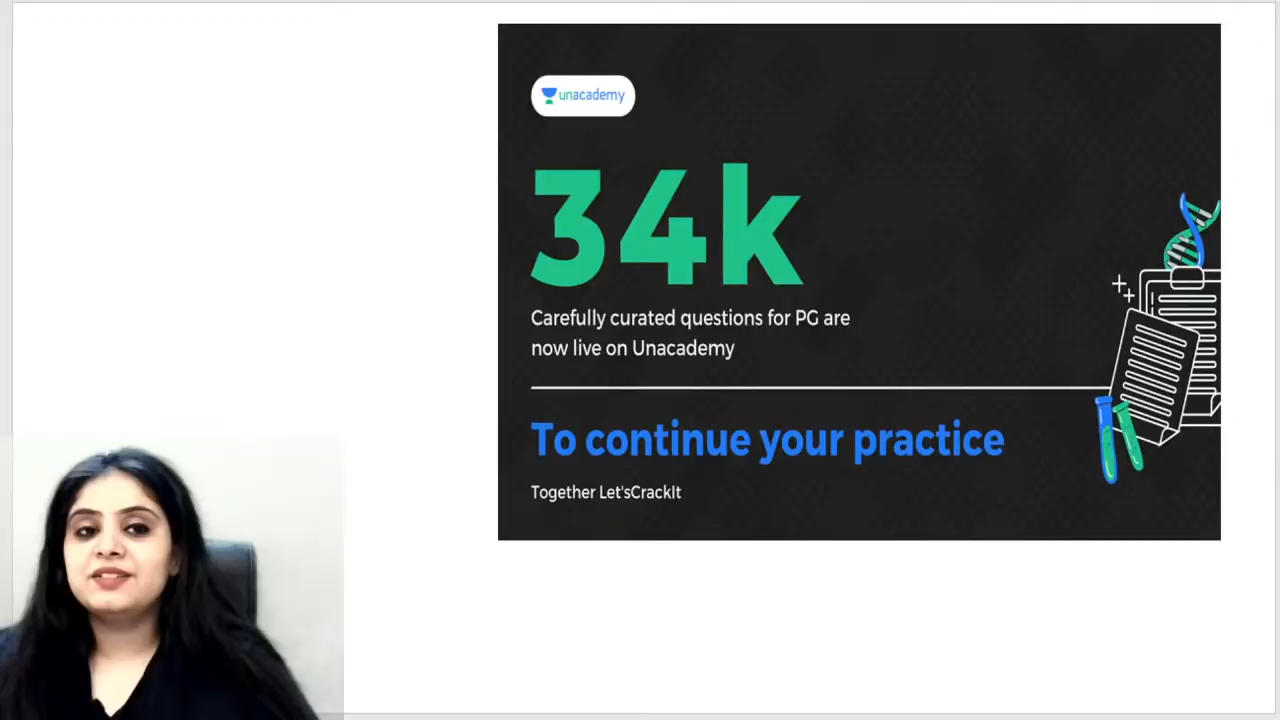 unacademy
34k
Carefully curated questions for PG are
now live on Unacademy
To continue your practice
Together Let'sCrackIt